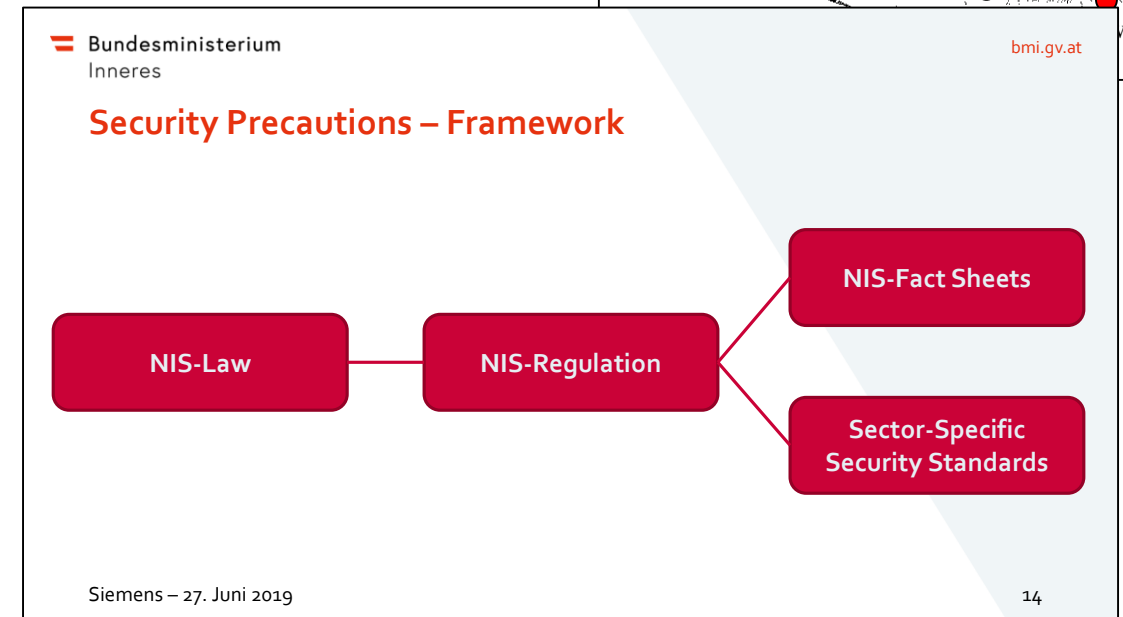 Bundesministerium
Inneres
bmi.gv.at
Security Precautions – Framework
NIS-Fact Sheets
NIS-Law
NIS-Regulation
Sector-Specific
Security Standards
Siemens – 27. Juni 2019
14